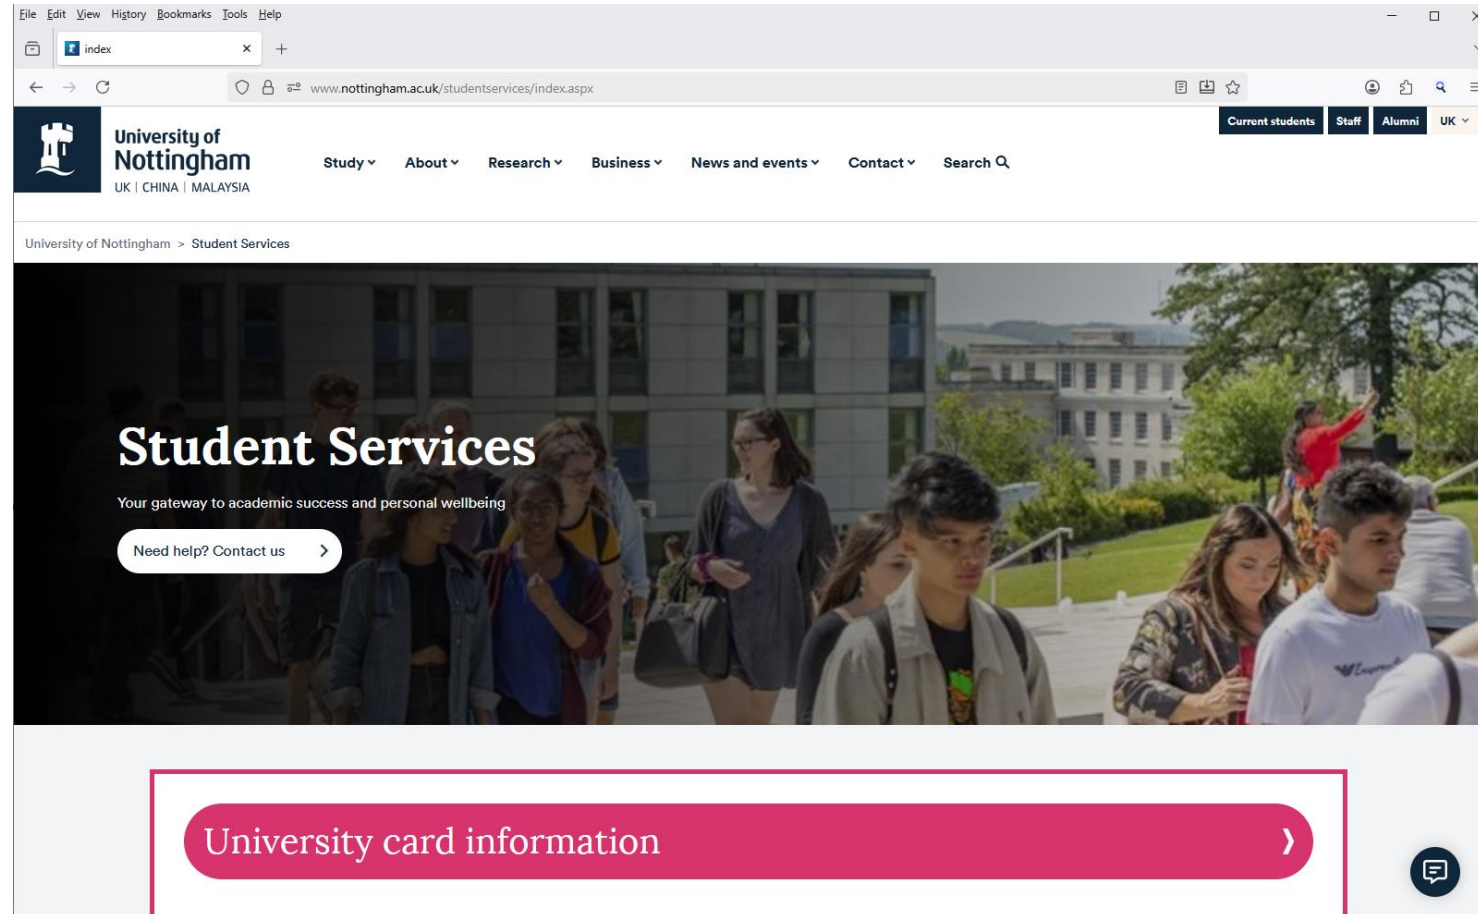 File Edit View History Bookmarks Tools Help
index
www.nottingham.ac.uk/studentservices/index.aspx
Current students Staff Alumni UK
University of
Nottingham
UK | CHINA | MALAYSIA
Study About Research Business News and events Contact Search
University of Nottingham > Student Services
Student Services
Your gateway to academic success and personal wellbeing
Need help? Contact us
University card information